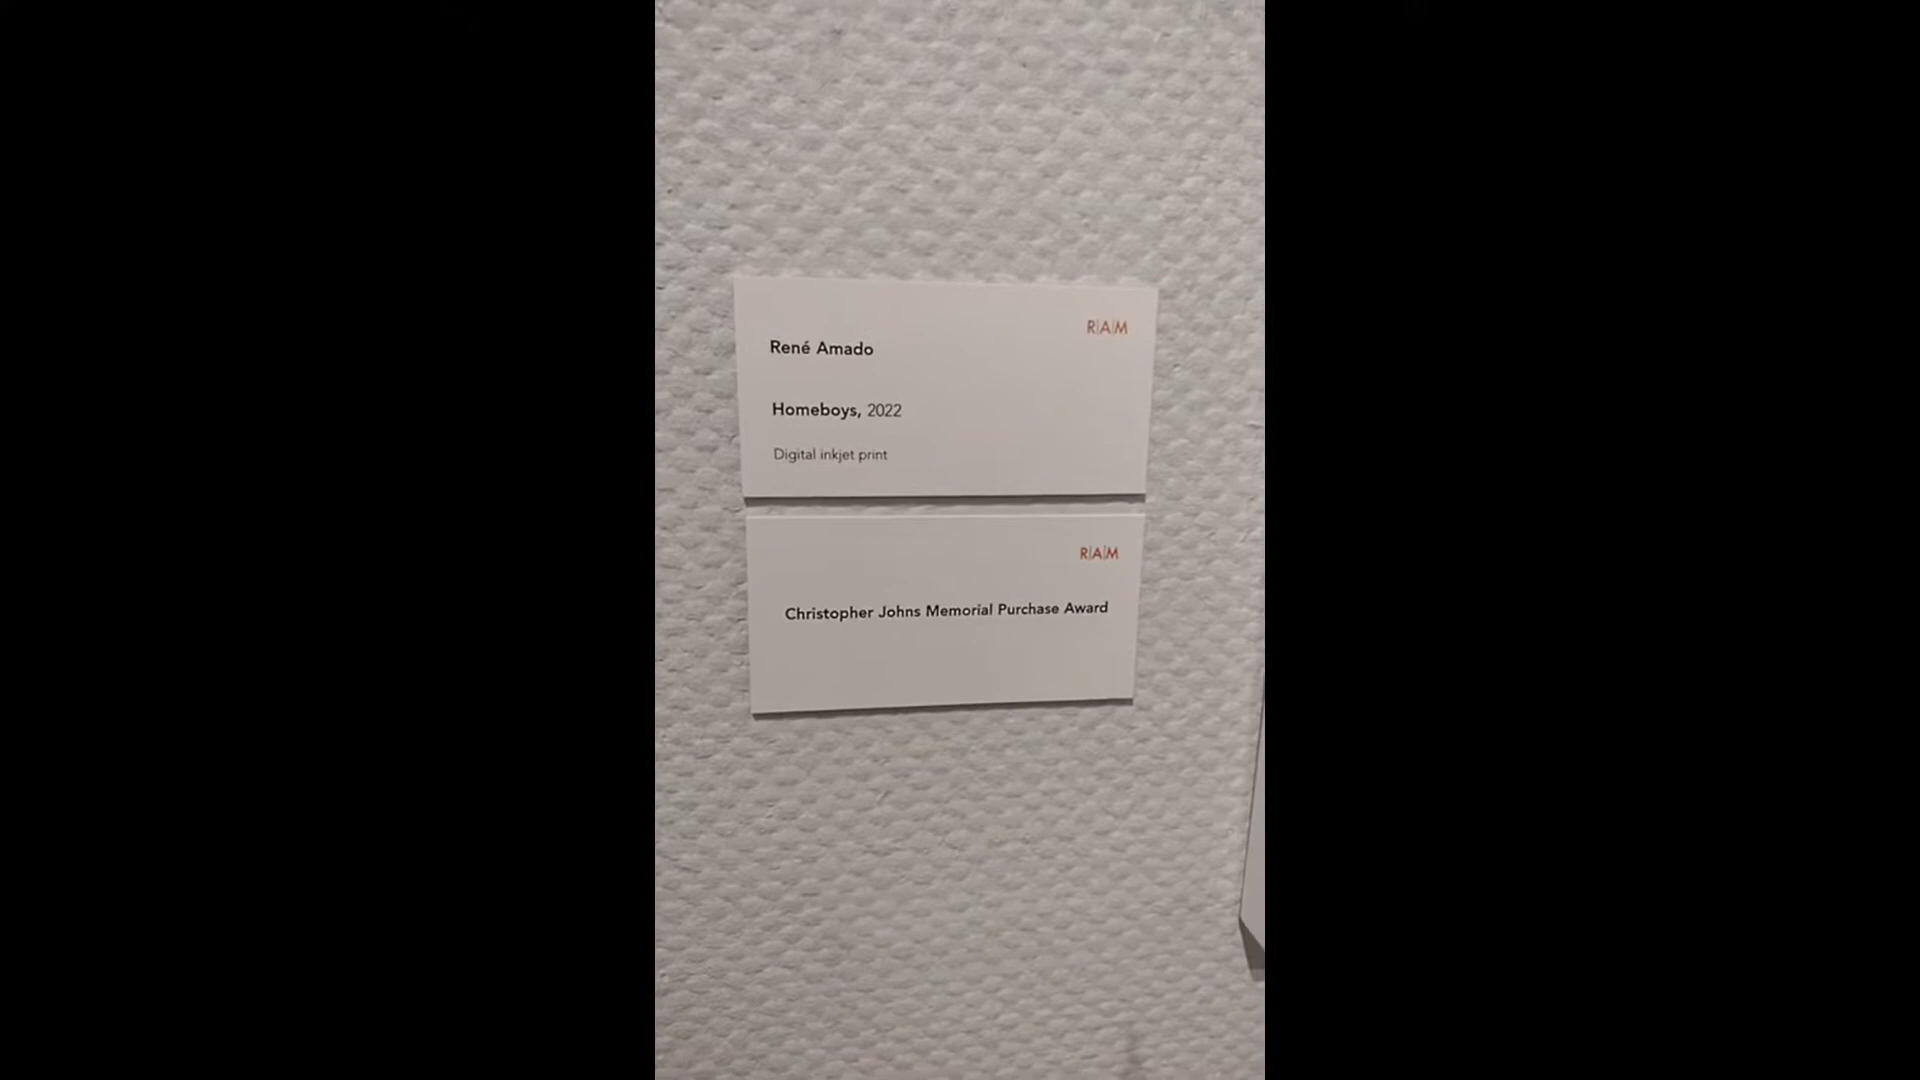 R|A|M
René Amado
Homeboys, 2022
Digital inkjet print
R|A|M
Christopher Johns Memorial Purchase Award